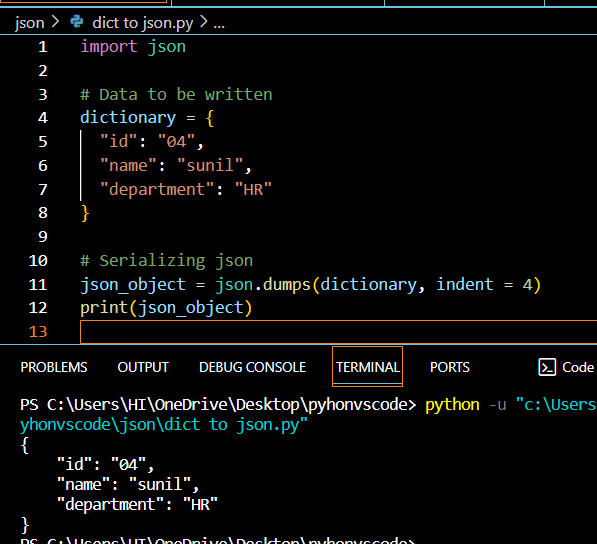 json > dict to json.py > ...
1 import json
2
3 # Data to be written
4 dictionary = {
5   "id": "04",
6   "name": "sunil",
7   "department": "HR"
8 }
9
10 # Serializing json
11 json_object = json.dumps(dictionary, indent = 4)
12 print(json_object)
13
PROBLEMS OUTPUT DEBUG CONSOLE TERMINAL PORTS Code
PS C:\Users\HI\OneDrive\Desktop\pyhonvscode> python -u "c:\Users
yhonvscode\json\dict to json.py"
{
    "id": "04",
    "name": "sunil",
    "department": "HR"
}
PS C:\Users\HI\OneDrive\Desktop\pyhonvscode>